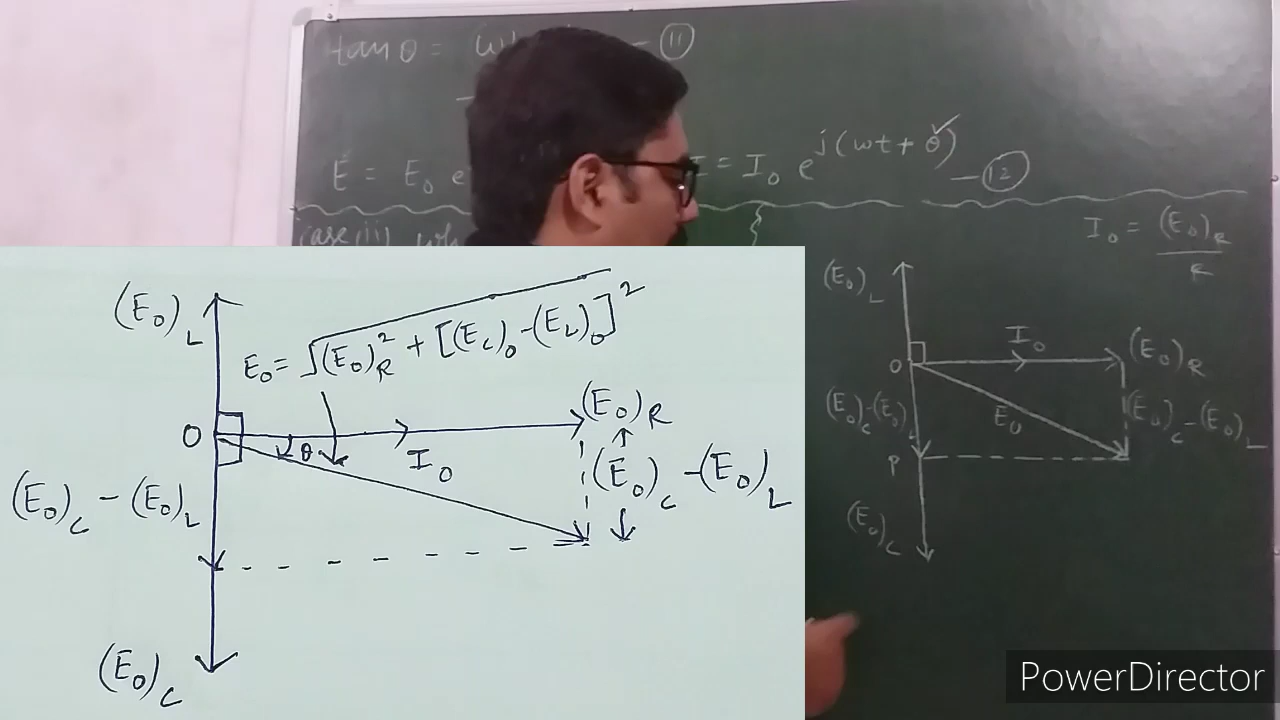 tan θ = ω — (11)
E = E₀ e I = I₀ e^j(ωt + θ) — (12)
case (ii) wh
I₀ = (E₀)_R / R
(E₀)_L
E₀ = √(E₀)_R² + [(E_C)₀ - (E_L)₀]²
O θ I₀ (E₀)_R
(E₀)_C - (E₀)_L
(E₀)_C - (E₀)_L
(E₀)_C
(E₀)_L
O I₀ (E₀)_R
(E₀)_C - (E₀) E₀ (E₀)_C - (E₀)_L
P
(E₀)_C
PowerDirector